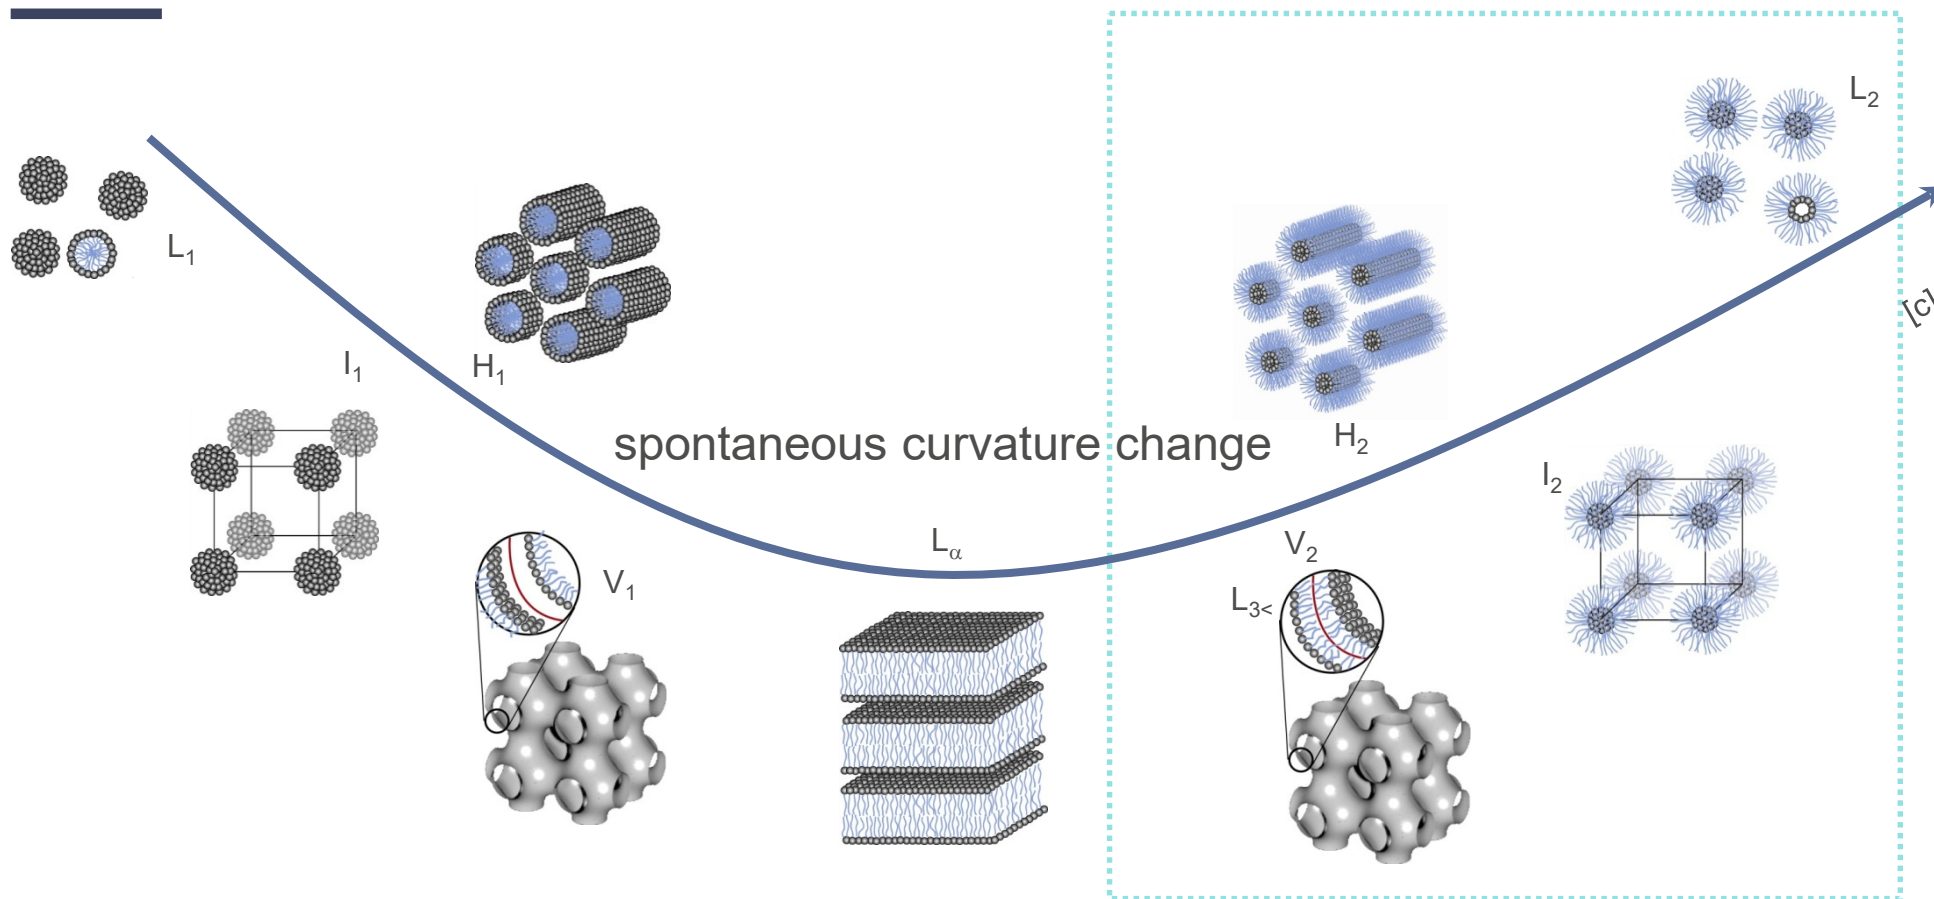 L₂
L₁
[c]
I₁
H₁
spontaneous curvature change
H₂
I₂
Lα
V₂
V₁
L₃<